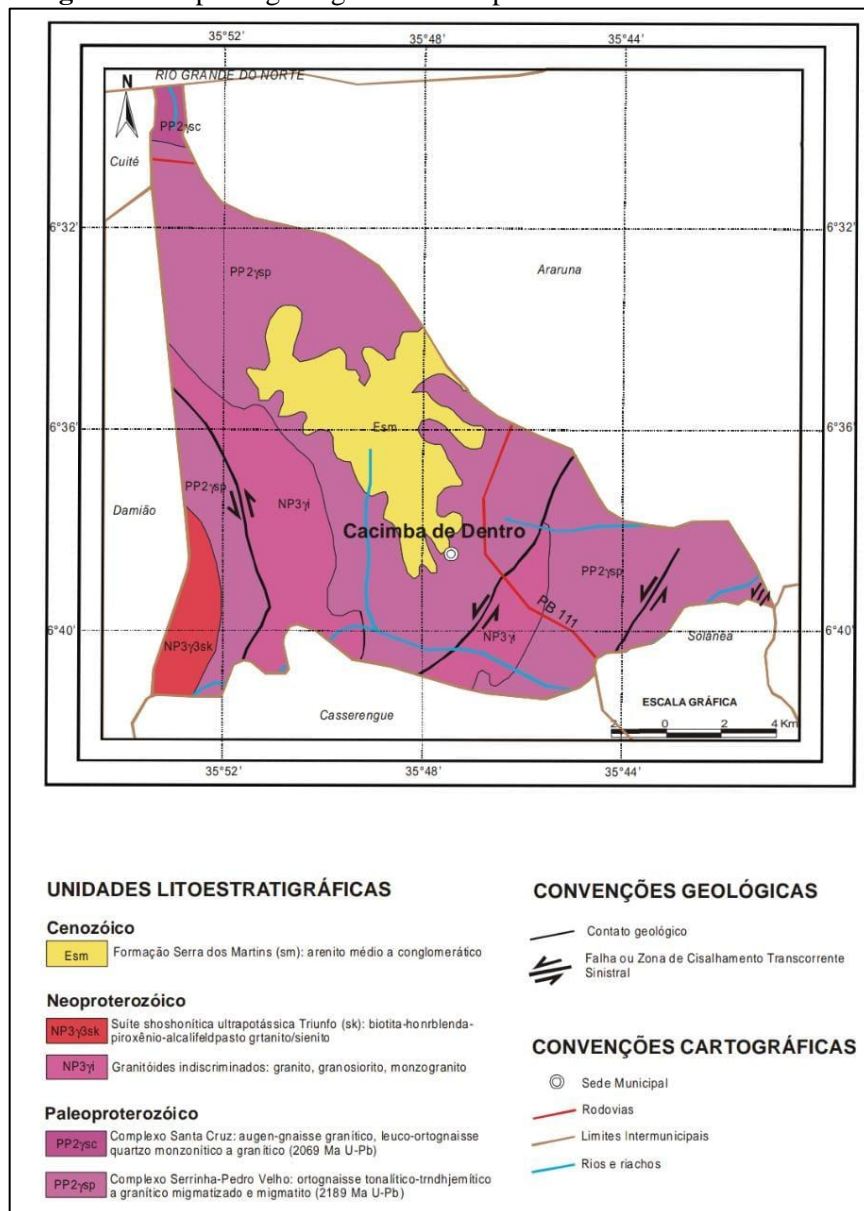 35°52' 35°48' 35°44'
RIO GRANDE DO NORTE
N
PP2γsc
Cuité
6°32' 6°32'
PP2γsp
Araruna
Esm
6°36' 6°36'
PP2γsp
NP3γi
Damião
Cacimba de Dentro
PP2γsp
PB 111
6°40' 6°40'
NP3γi
Solânea
NP3γ3sk
ESCALA GRÁFICA
Casserengue
2 0 2 4 Km
35°52' 35°48' 35°44'
UNIDADES LITOESTRATIGRÁFICAS
Cenozóico
Esm Formação Serra dos Martins (sm): arenito médio a conglomerático
Neoproterozóico
NP3γ3sk Suíte shoshonítica ultrapotássica Triunfo (sk): biotita-honrblenda-
piroxênio-alcalifeldpasto grtanito/sienito
NP3γi Granitóides indiscriminados: granito, granosiorito, monzogranito
Paleoproterozóico
PP2γsc Complexo Santa Cruz: augen-gnaisse granítico, leuco-ortognaisse
quartzo monzonítico a granítico (2069 Ma U-Pb)
PP2γsp Complexo Serrinha-Pedro Velho: ortognaisse tonalítico-trndhjemítico
a granítico migmatizado e migmatito (2189 Ma U-Pb)
CONVENÇÕES GEOLÓGICAS
Contato geológico
Falha ou Zona de Cisalhamento Transcorrente
Sinistral
CONVENÇÕES CARTOGRÁFICAS
Sede Municipal
Rodovias
Limites Intermunicipais
Rios e riachos